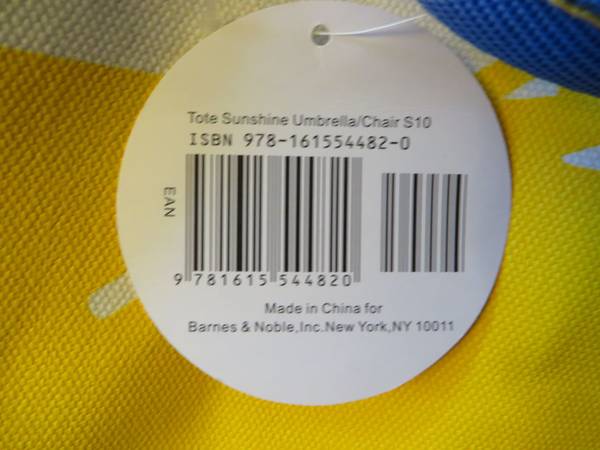 Tote Sunshine Umbrella/Chair S10
ISBN 978-161554482-0
EAN
9 781615 544820
Made in China for
Barnes & Noble,Inc.New York,NY 10011